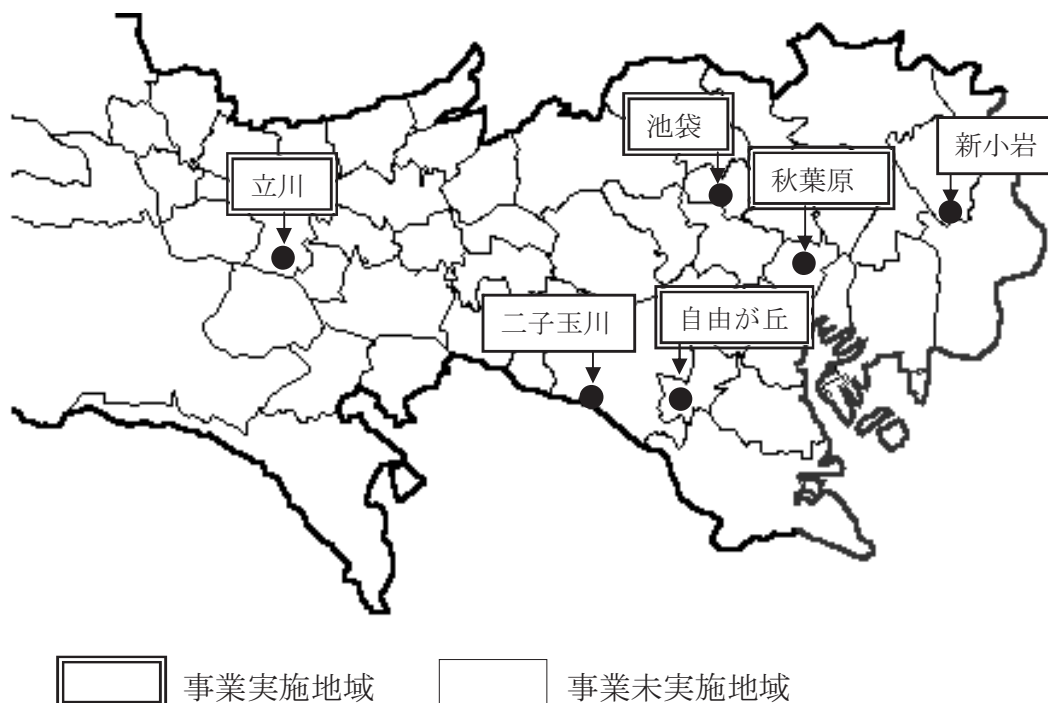 池袋
新小岩
秋葉原
立川
二子玉川
自由が丘
事業実施地域
事業未実施地域